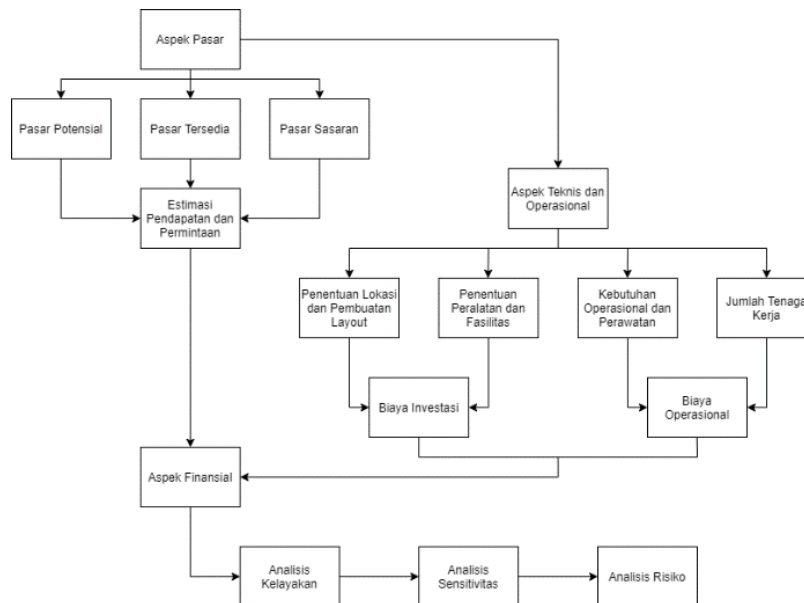 Aspek Pasar
Pasar Potensial
Pasar Tersedia
Pasar Sasaran
Estimasi
Pendapatan dan
Permintaan
Aspek Teknis dan
Operasional
Penentuan Lokasi
dan Pembuatan
Layout
Penentuan
Peralatan dan
Fasilitas
Kebutuhan
Operasional dan
Perawatan
Jumlah Tenaga
Kerja
Biaya Investasi
Biaya
Operasional
Aspek Finansial
Analisis
Kelayakan
Analisis
Sensitivitas
Analisis Risiko